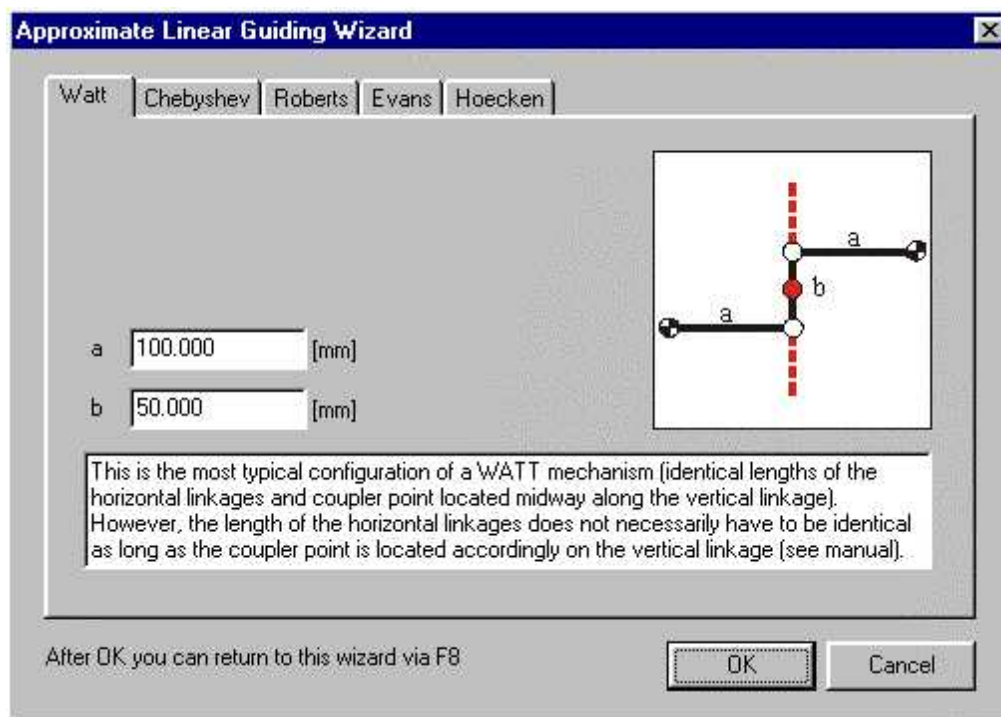 Approximate Linear Guiding Wizard
Watt Chebyshev Roberts Evans Hoecken
a
b
a
a 100.000 [mm]
b 50.000 [mm]
This is the most typical configuration of a WATT mechanism (identical lengths of the
horizontal linkages and coupler point located midway along the vertical linkage).
However, the length of the horizontal linkages does not necessarily have to be identical
as long as the coupler point is located accordingly on the vertical linkage (see manual).
After OK you can return to this wizard via F8
OK Cancel